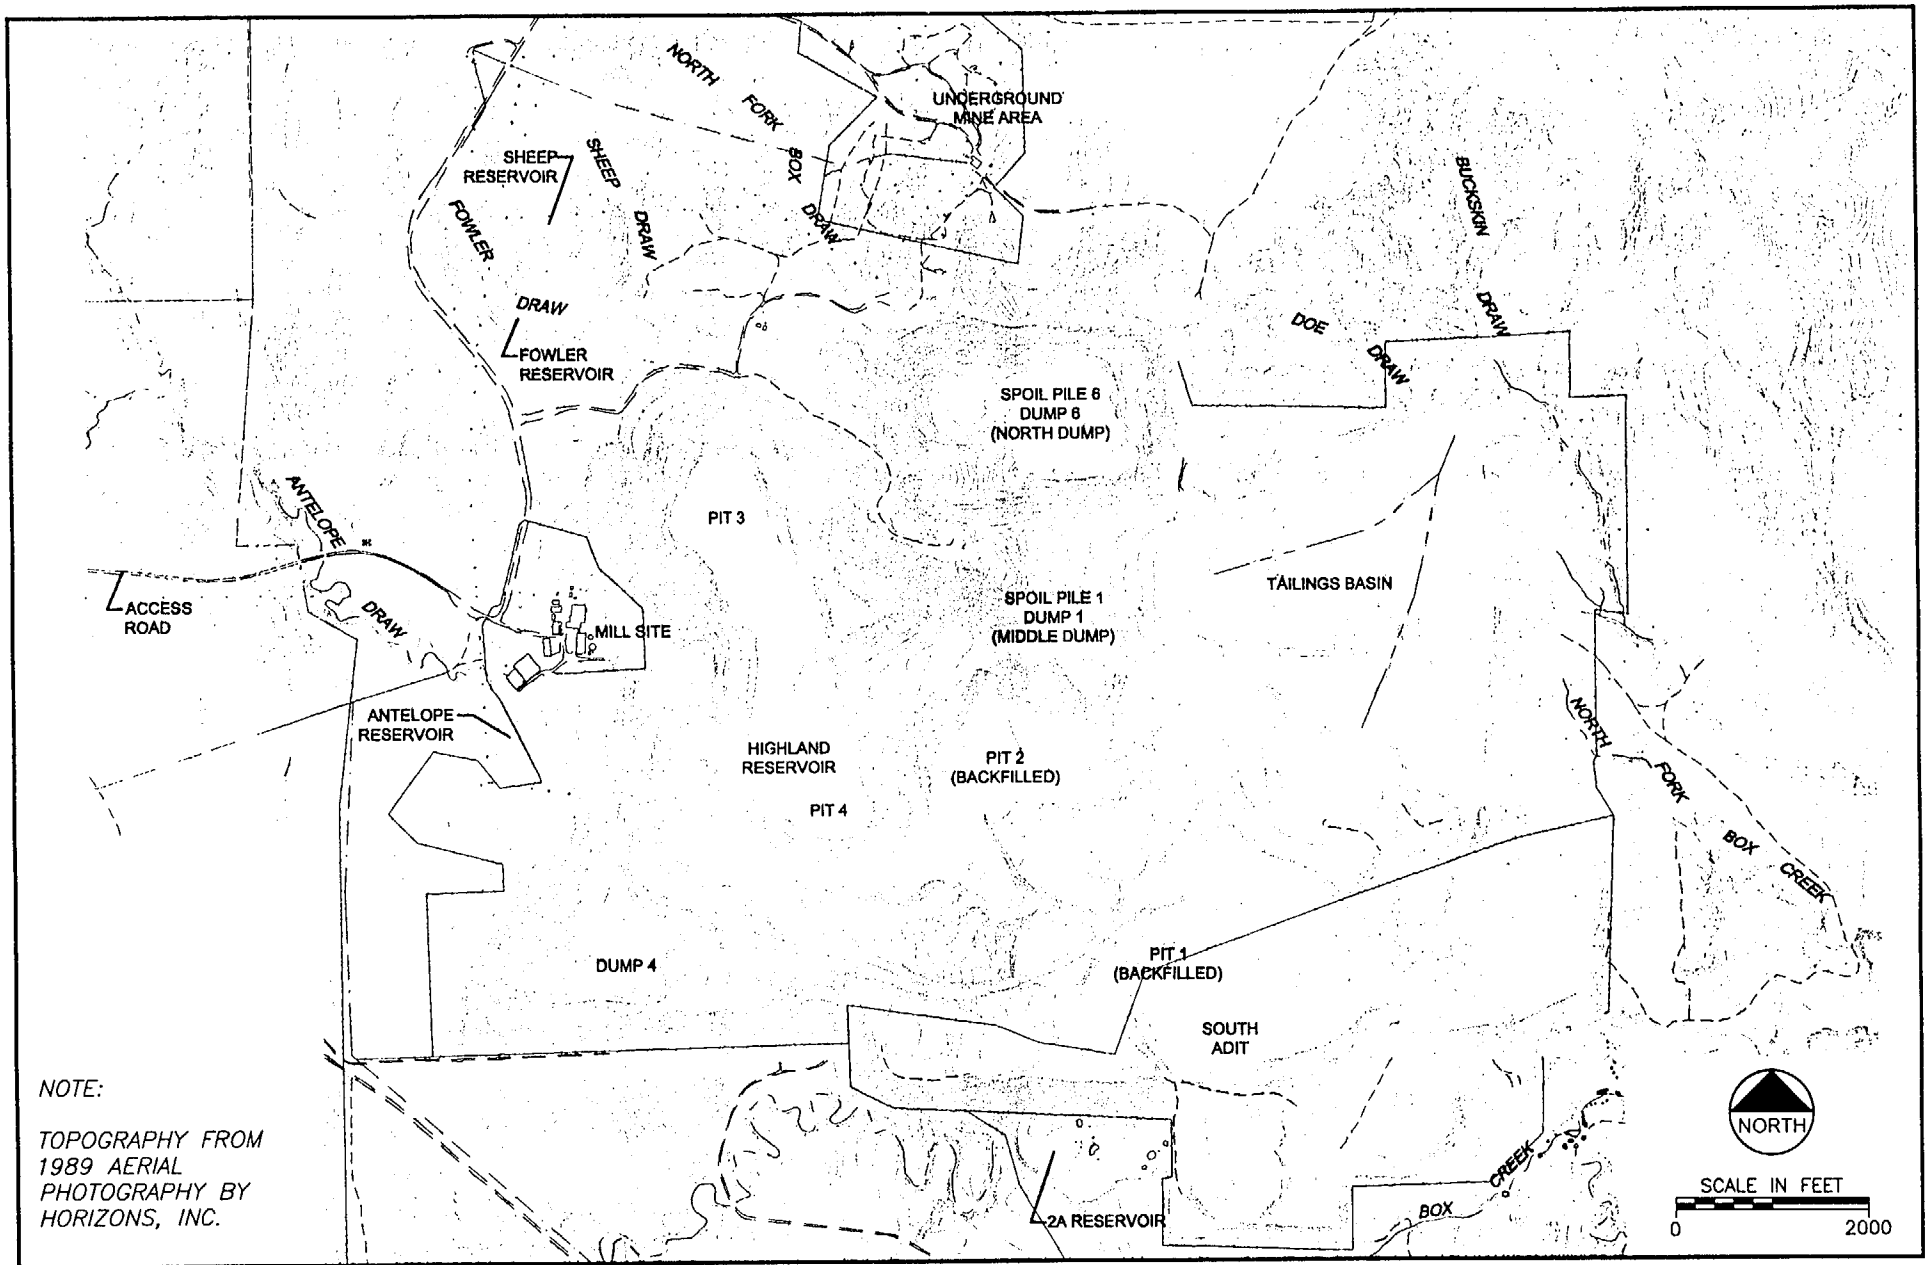 NORTH
FORK
BOX
DRAW
UNDERGROUND
MINE AREA
SHEEP
RESERVOIR
SHEEP
DRAW
FOWLER
DRAW
FOWLER
RESERVOIR
BUCKSKIN
DRAW
DOE
DRAW
SPOIL PILE 6
DUMP 6
(NORTH DUMP)
ANTELOPE
DRAW
PIT 3
ACCESS
ROAD
MILL SITE
SPOIL PILE 1
DUMP 1
(MIDDLE DUMP)
TAILINGS BASIN
ANTELOPE
RESERVOIR
HIGHLAND
RESERVOIR
PIT 2
(BACKFILLED)
PIT 4
NORTH
FORK
BOX
CREEK
DUMP 4
PIT 1
(BACKFILLED)
SOUTH
ADIT
2A RESERVOIR
BOX
CREEK
NOTE:
TOPOGRAPHY FROM
1989 AERIAL
PHOTOGRAPHY BY
HORIZONS, INC.
NORTH
SCALE IN FEET
0 2000